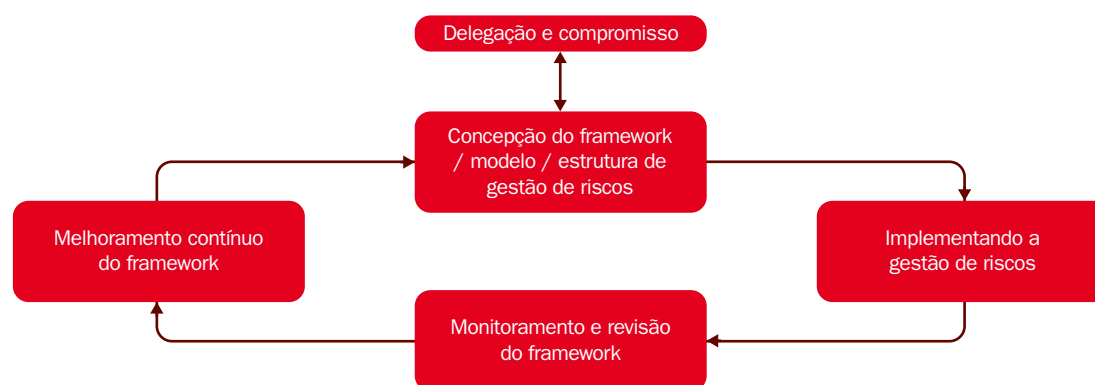 Delegação e compromisso
Concepção do framework
/ modelo / estrutura de
gestão de riscos
Melhoramento contínuo
do framework
Implementando a
gestão de riscos
Monitoramento e revisão
do framework